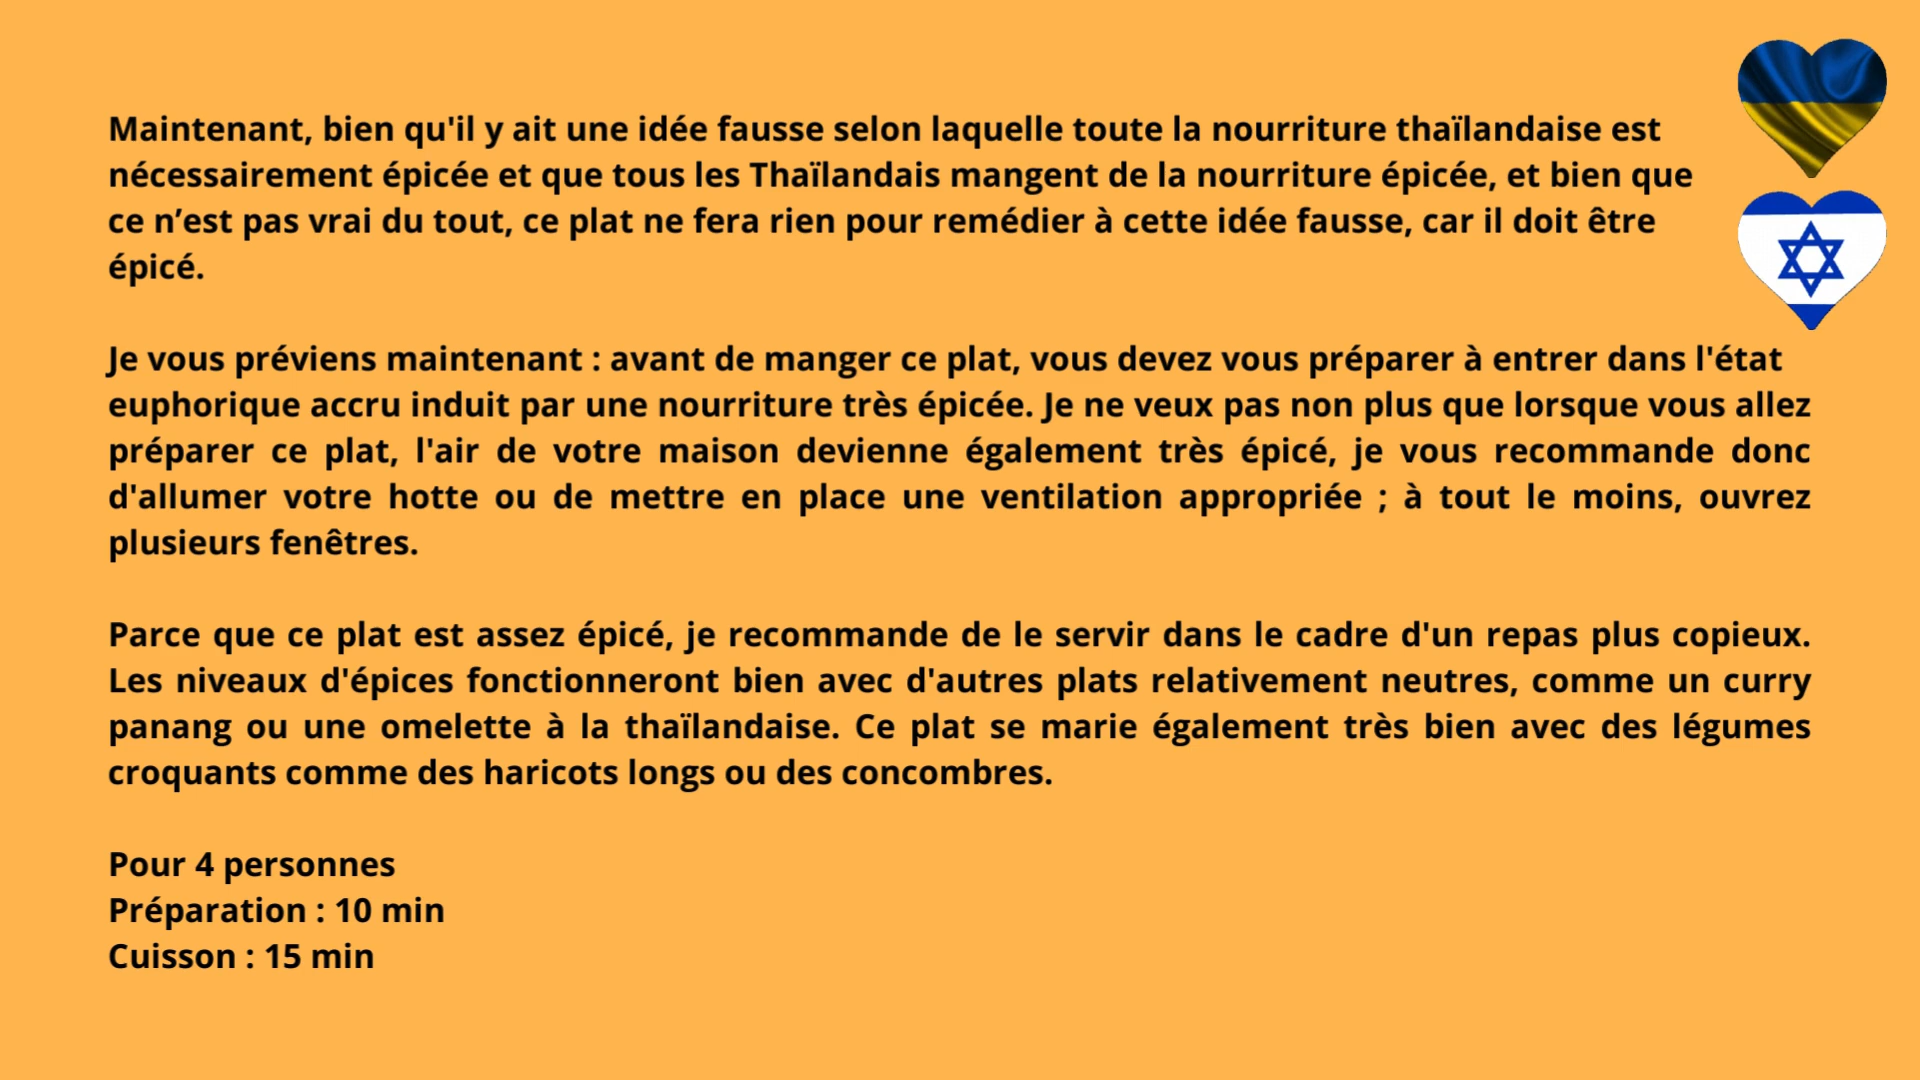 Maintenant, bien qu'il y ait une idée fausse selon laquelle toute la nourriture thaïlandaise est
nécessairement épicée et que tous les Thaïlandais mangent de la nourriture épicée, et bien que
ce n’est pas vrai du tout, ce plat ne fera rien pour remédier à cette idée fausse, car il doit être
épicé.
Je vous préviens maintenant : avant de manger ce plat, vous devez vous préparer à entrer dans l'état
euphorique accru induit par une nourriture très épicée. Je ne veux pas non plus que lorsque vous allez
préparer ce plat, l'air de votre maison devienne également très épicé, je vous recommande donc
d'allumer votre hotte ou de mettre en place une ventilation appropriée ; à tout le moins, ouvrez
plusieurs fenêtres.
Parce que ce plat est assez épicé, je recommande de le servir dans le cadre d'un repas plus copieux.
Les niveaux d'épices fonctionneront bien avec d'autres plats relativement neutres, comme un curry
panang ou une omelette à la thaïlandaise. Ce plat se marie également très bien avec des légumes
croquants comme des haricots longs ou des concombres.
Pour 4 personnes
Préparation : 10 min
Cuisson : 15 min